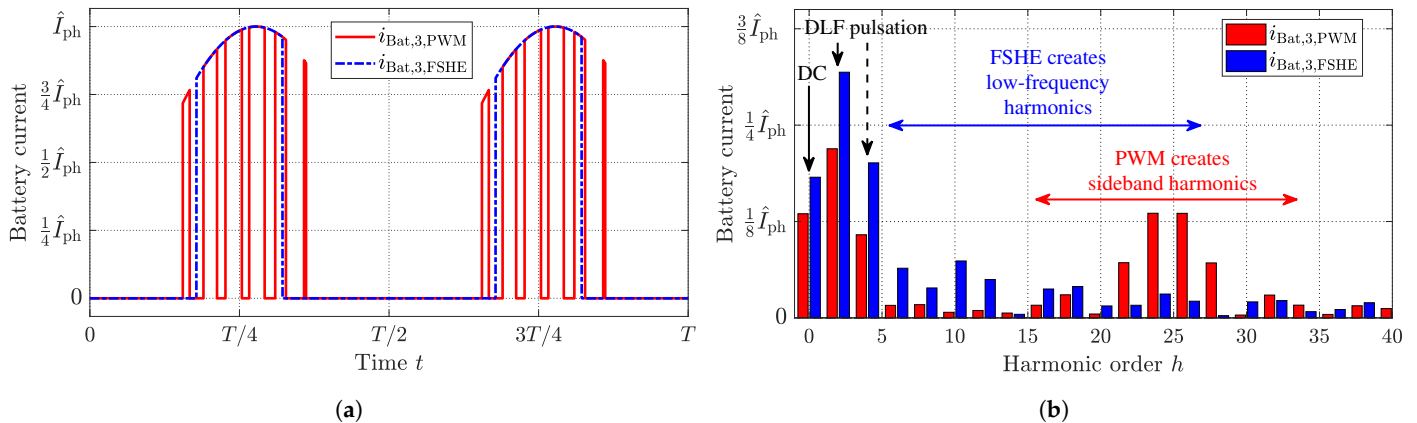 Battery current
Î_ph
3/4 Î_ph
1/2 Î_ph
1/4 Î_ph
0
i_Bat,3,PWM
i_Bat,3,FSHE
0
T/4
T/2
3T/4
T
Time t
(a)
Battery current
3/8 Î_ph
1/4 Î_ph
1/8 Î_ph
0
DLF pulsation
DC
FSHE creates
low-frequency
harmonics
PWM creates
sideband harmonics
i_Bat,3,PWM
i_Bat,3,FSHE
0
5
10
15
20
25
30
35
40
Harmonic order h
(b)